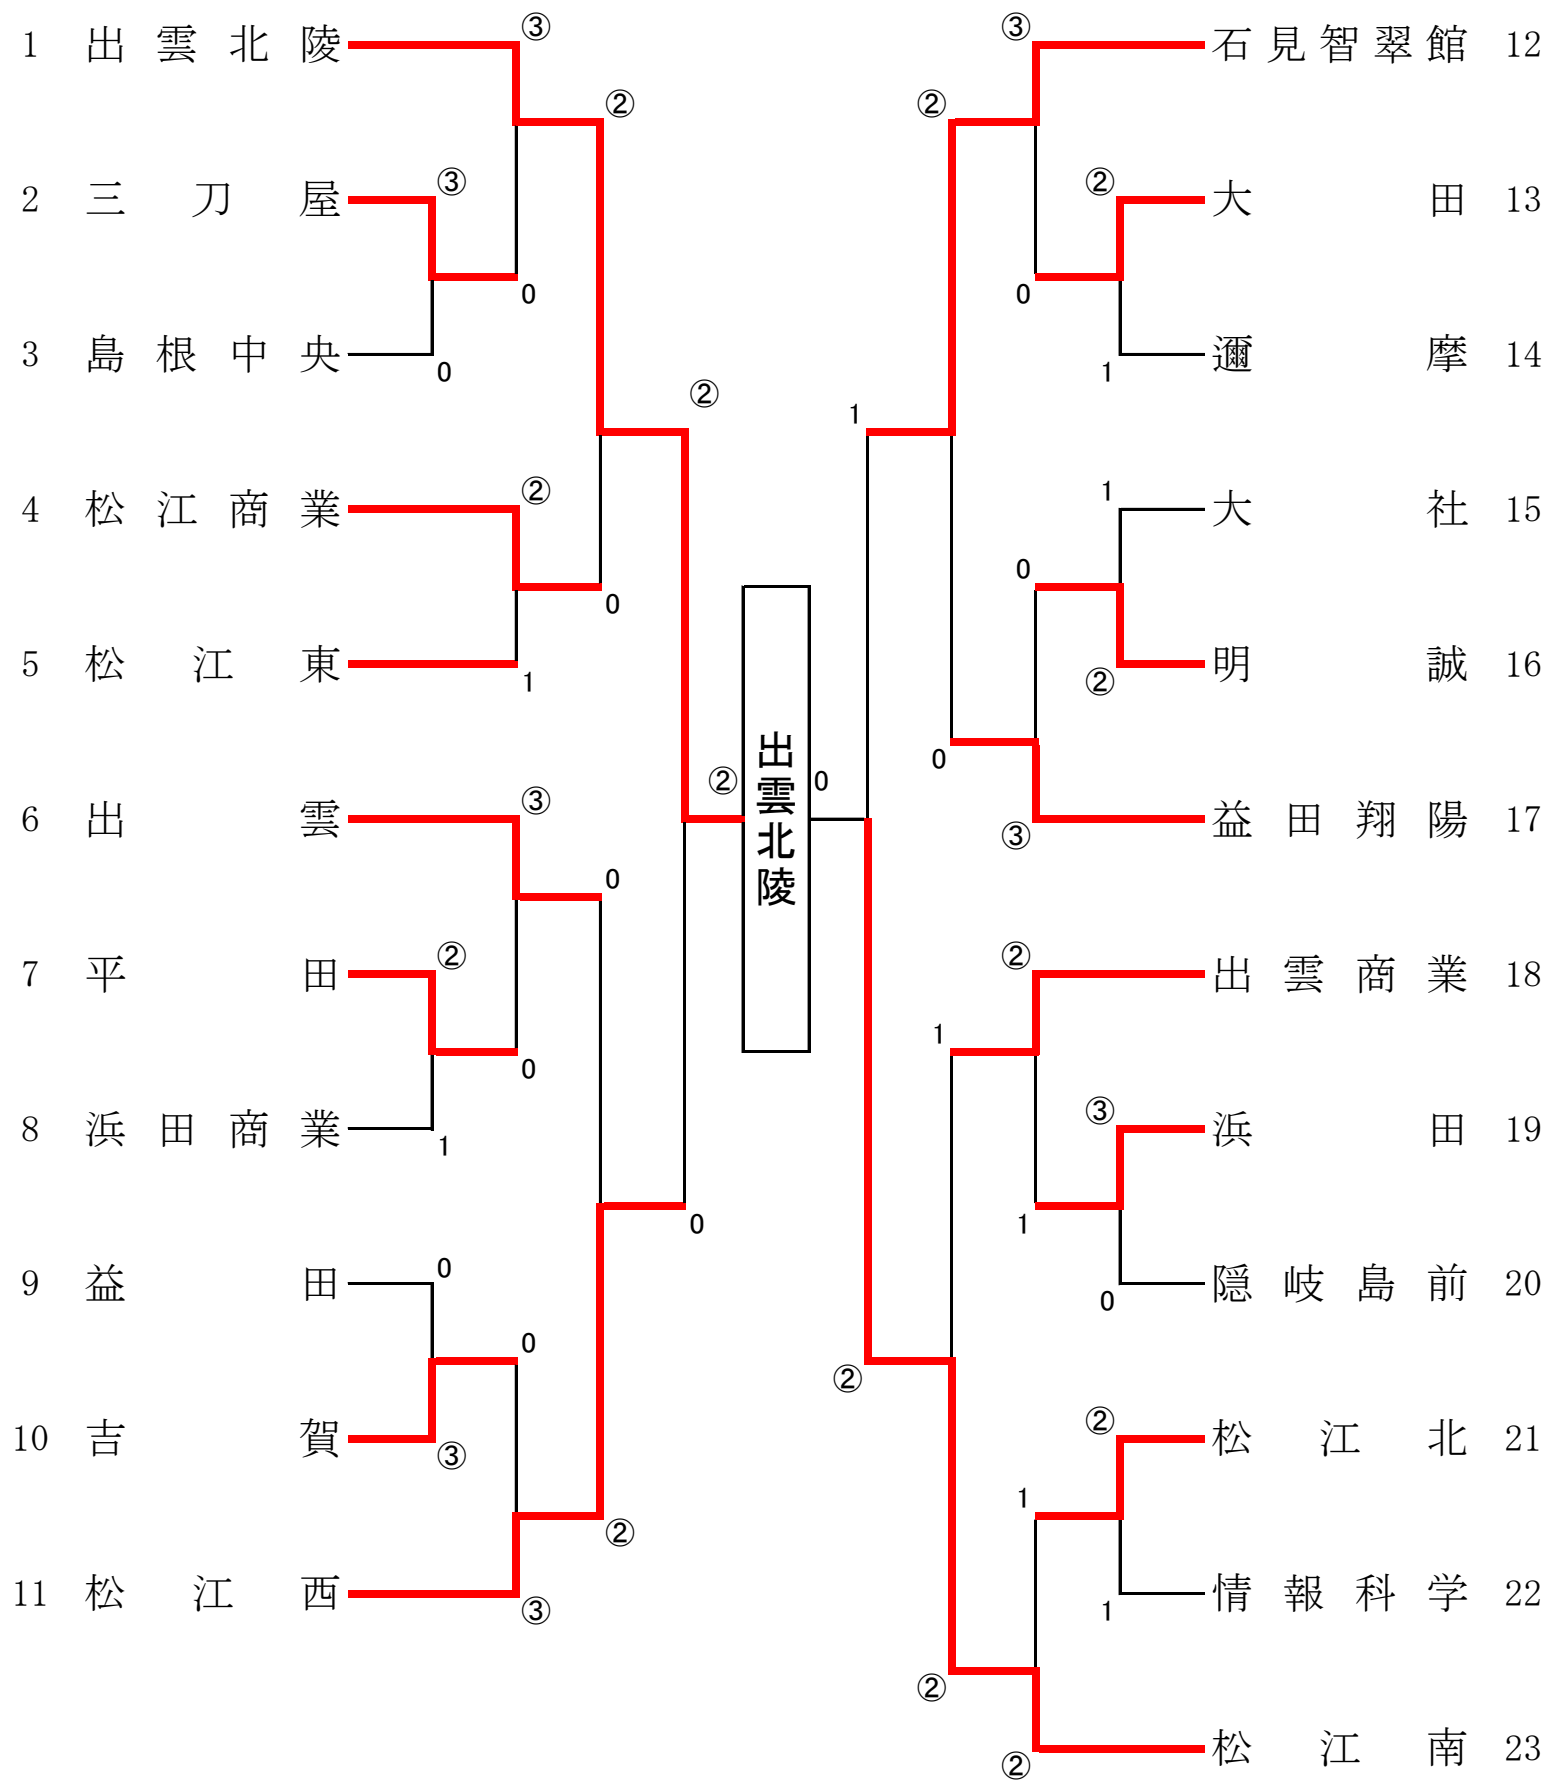 1 出雲北陵 ③ ③ 石見智翠館 12
② ②
2 三刀屋 ③ ② 大田 13
0 0
3 島根中央 0 1 邇摩 14
② 1
4 松江商業 ② 1 大社 15
0 0
5 松江東 1 ② 明誠 16
② 出雲北陵 0
0
6 出雲 ③ ③ 益田翔陽 17
0
7 平田 ② ② 出雲商業 18
0 1
8 浜田商業 1 ③ 浜田 19
0 1
9 益田 0 0 隠岐島前 20
0 ②
10 吉賀 ③ ② 松江北 21
② 1
11 松江西 ③ 1 情報科学 22
②
② 松江南 23